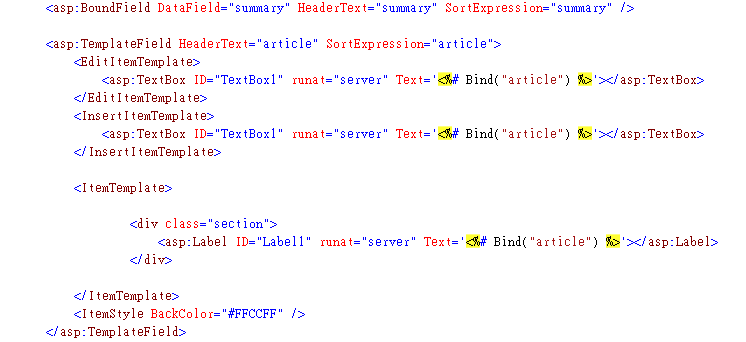 <asp:BoundField DataField="summary" HeaderText="summary" SortExpression="summary" />
<asp:TemplateField HeaderText="article" SortExpression="article">
<EditItemTemplate>
<asp:TextBox ID="TextBox1" runat="server" Text='<%# Bind("article") %>'></asp:TextBox>
</EditItemTemplate>
<InsertItemTemplate>
<asp:TextBox ID="TextBox1" runat="server" Text='<%# Bind("article") %>'></asp:TextBox>
</InsertItemTemplate>
<ItemTemplate>
<div class="section">
<asp:Label ID="Label1" runat="server" Text='<%# Bind("article") %>'></asp:Label>
</div>
</ItemTemplate>
<ItemStyle BackColor="#FFCCFF" />
</asp:TemplateField>